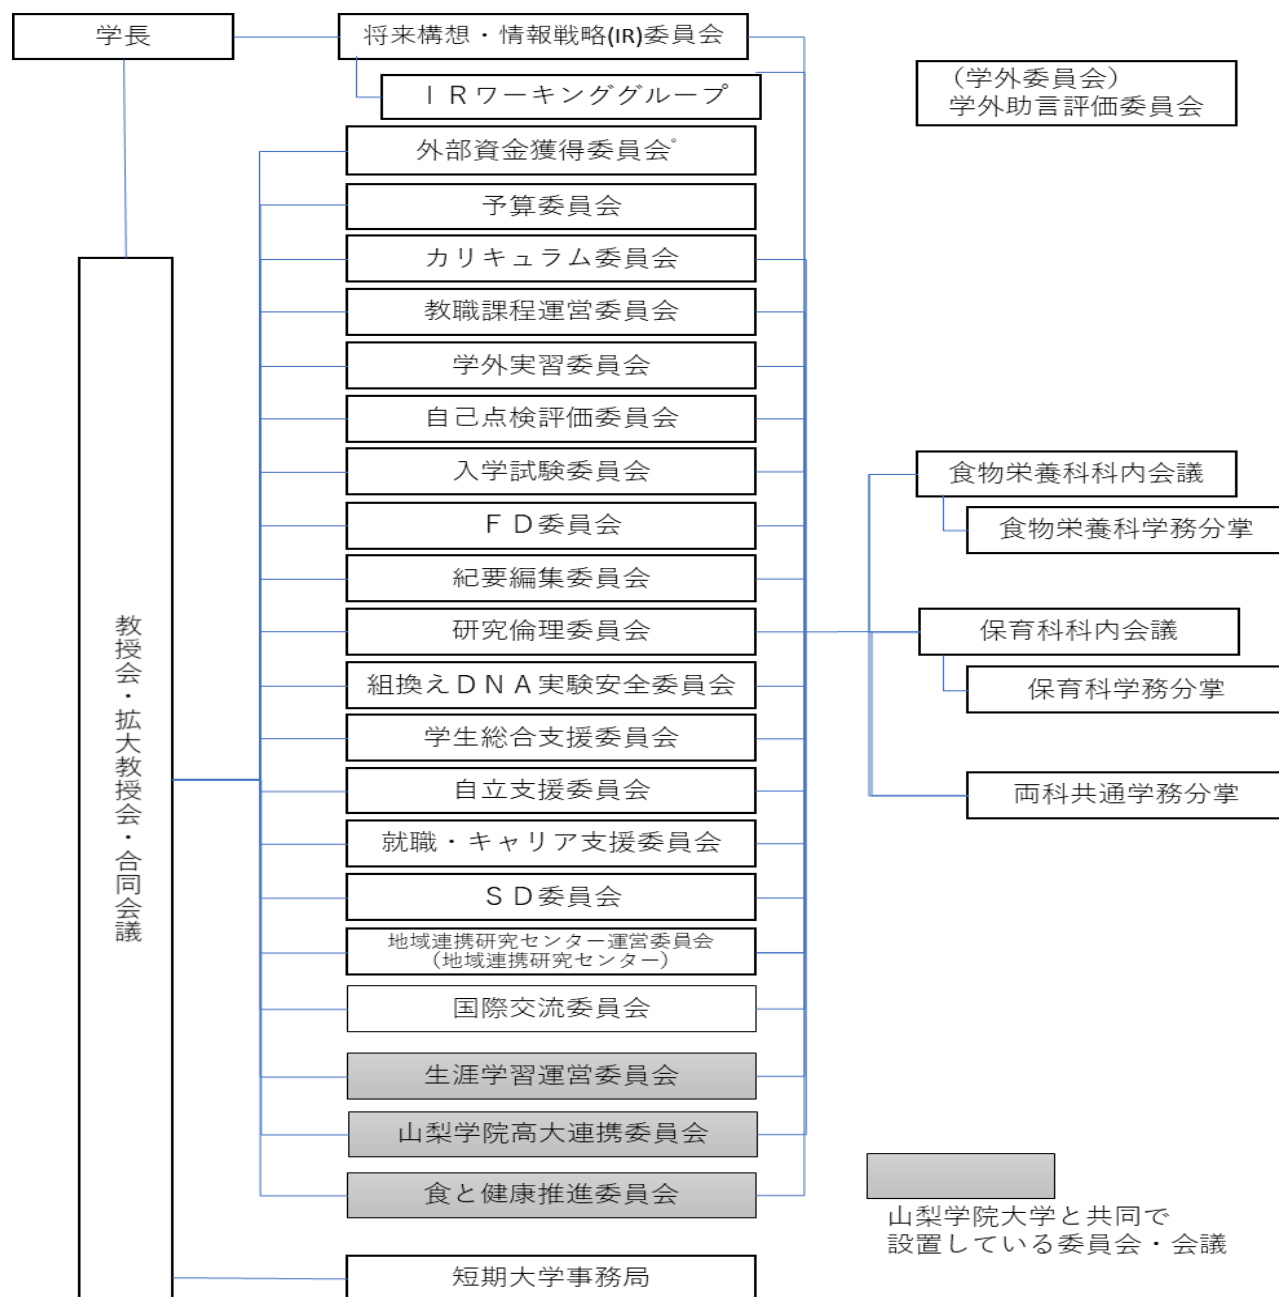 学長
将来構想・情報戦略(IR)委員会
ＩＲワーキンググループ
（学外委員会）
学外助言評価委員会
外部資金獲得委員会゜
予算委員会
カリキュラム委員会
教職課程運営委員会
学外実習委員会
自己点検評価委員会
入学試験委員会
ＦＤ委員会
紀要編集委員会
研究倫理委員会
組換えＤＮＡ実験安全委員会
学生総合支援委員会
自立支援委員会
就職・キャリア支援委員会
ＳＤ委員会
地域連携研究センター運営委員会
（地域連携研究センター）
国際交流委員会
生涯学習運営委員会
山梨学院高大連携委員会
食と健康推進委員会
短期大学事務局
教授会・拡大教授会・合同会議
食物栄養科科内会議
食物栄養科学務分掌
保育科科内会議
保育科学務分掌
両科共通学務分掌
山梨学院大学と共同で
設置している委員会・会議